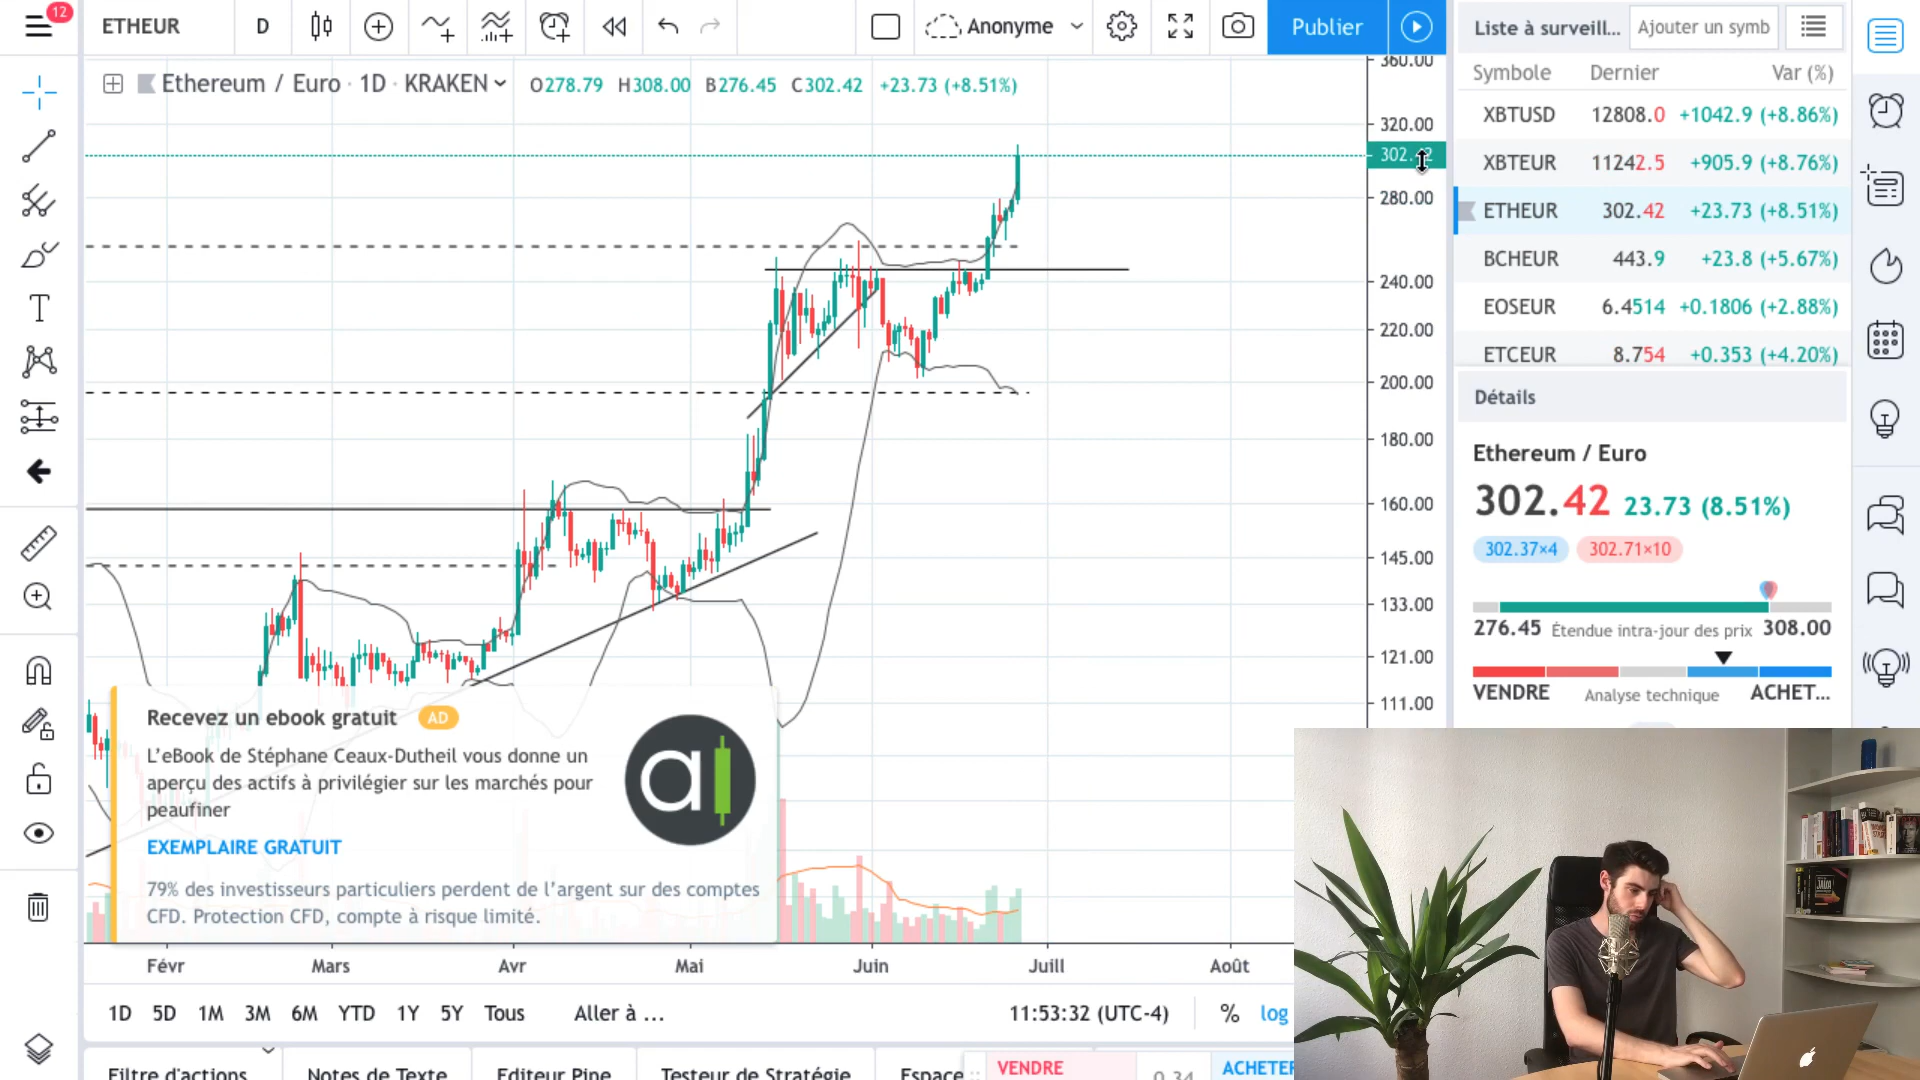 12
ETHEUR
D
Anonyme
Publier
Liste à surveill...
Ajouter un symb
Symbole Dernier Var (%)
Ethereum / Euro · 1D · KRAKEN
O278.79 H308.00 B276.45 C302.42 +23.73 (+8.51%)
XBTUSD 12808.0 +1042.9 (+8.86%)
XBTEUR 11242.5 +905.9 (+8.76%)
ETHEUR 302.42 +23.73 (+8.51%)
BCHEUR 443.9 +23.8 (+5.67%)
EOSEUR 6.4514 +0.1806 (+2.88%)
ETCEUR 8.754 +0.353 (+4.20%)
360.00
320.00
302.42
280.00
240.00
220.00
200.00
180.00
160.00
145.00
133.00
121.00
111.00
Détails
Ethereum / Euro
302.42 23.73 (8.51%)
302.37×4 302.71×10
276.45 Étendue intra-jour des prix 308.00
VENDRE Analyse technique ACHET...
T
Recevez un ebook gratuit AD
L'eBook de Stéphane Ceaux-Dutheil vous donne un
aperçu des actifs à privilégier sur les marchés pour
peaufiner
EXEMPLAIRE GRATUIT
79% des investisseurs particuliers perdent de l'argent sur des comptes
CFD. Protection CFD, compte à risque limité.
Févr Mars Avr Mai Juin Juill Août
1D 5D 1M 3M 6M YTD 1Y 5Y Tous Aller à ... 11:53:32 (UTC-4) % log
Filtre d'actions Notes de Texte Editeur Pine Testeur de Stratégie Espace
VENDRE 0.34 ACHETER